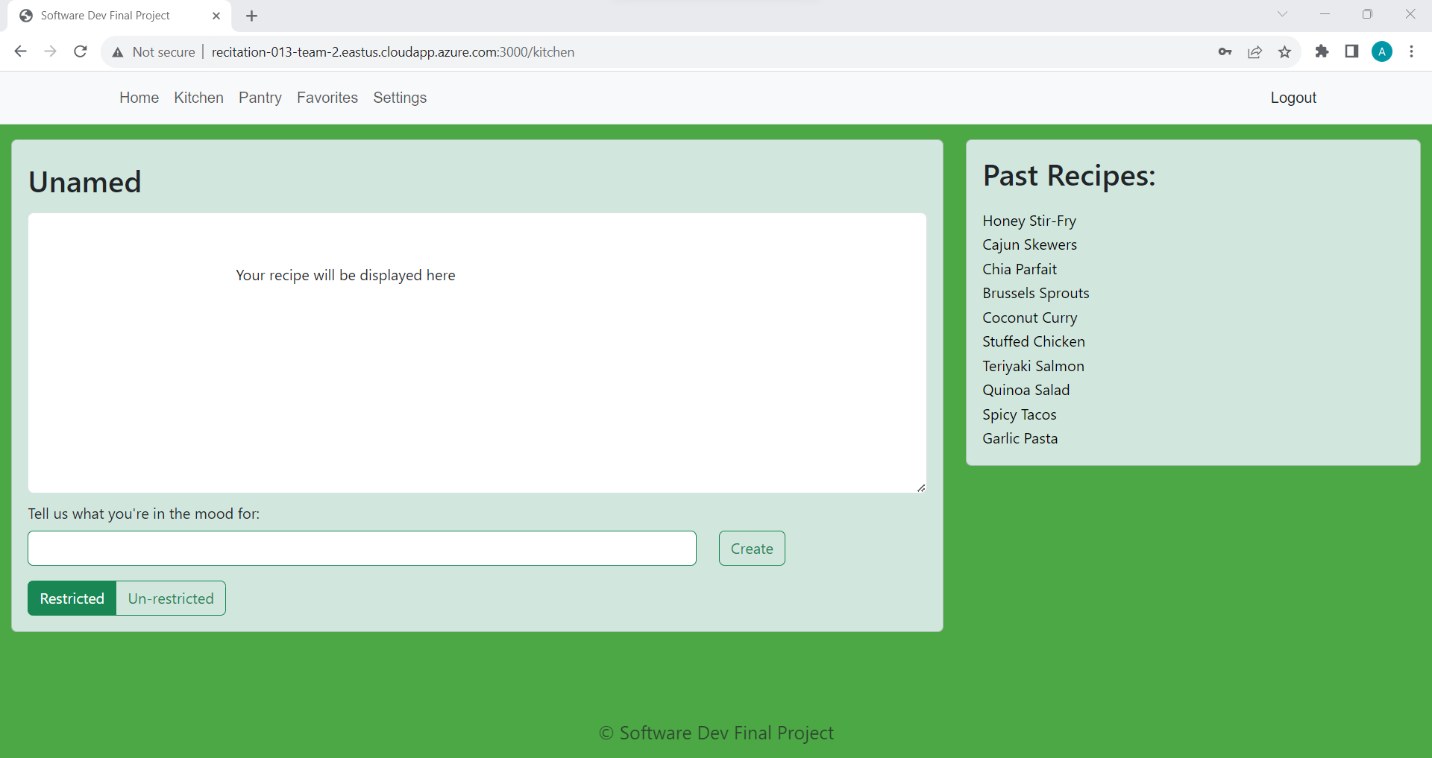 Software Dev Final Project
Not secure | recitation-013-team-2.eastus.cloudapp.azure.com:3000/kitchen
A
Home Kitchen Pantry Favorites Settings Logout
Unamed
Your recipe will be displayed here
Tell us what you're in the mood for:
Create
Restricted Un-restricted
Past Recipes:
Honey Stir-Fry
Cajun Skewers
Chia Parfait
Brussels Sprouts
Coconut Curry
Stuffed Chicken
Teriyaki Salmon
Quinoa Salad
Spicy Tacos
Garlic Pasta
© Software Dev Final Project